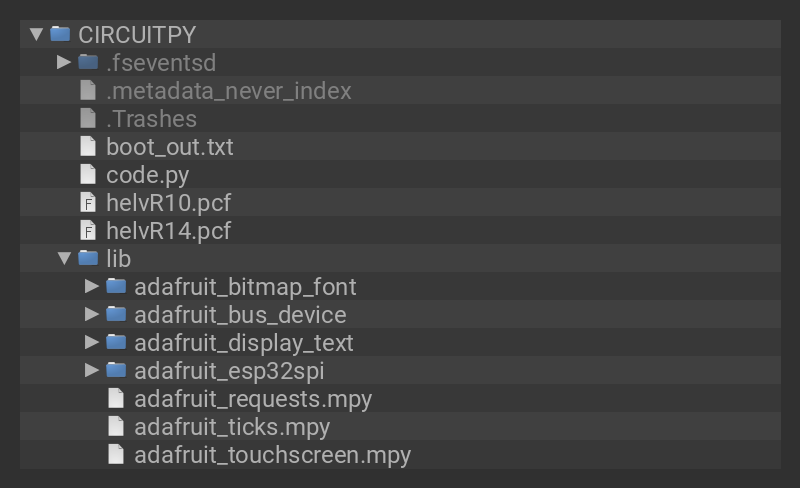 CIRCUITPY
.fseventsd
.metadata_never_index
.Trashes
boot_out.txt
code.py
helvR10.pcf
helvR14.pcf
lib
adafruit_bitmap_font
adafruit_bus_device
adafruit_display_text
adafruit_esp32spi
adafruit_requests.mpy
adafruit_ticks.mpy
adafruit_touchscreen.mpy